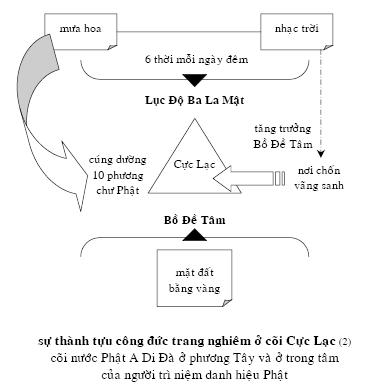 mưa hoa
nhạc trời
6 thời mỗi ngày đêm
Lục Độ Ba La Mật
tăng trưởng
Bồ Đề Tâm
cúng dường
10 phương
chư Phật
Cực Lạc
nơi chốn
vãng sanh
Bồ Đề Tâm
mặt đất
bằng vàng
sự thành tựu công đức trang nghiêm ở cõi Cực Lạc (2)
cõi nước Phật A Di Đà ở phương Tây và ở trong tâm
của người trì niệm danh hiệu Phật